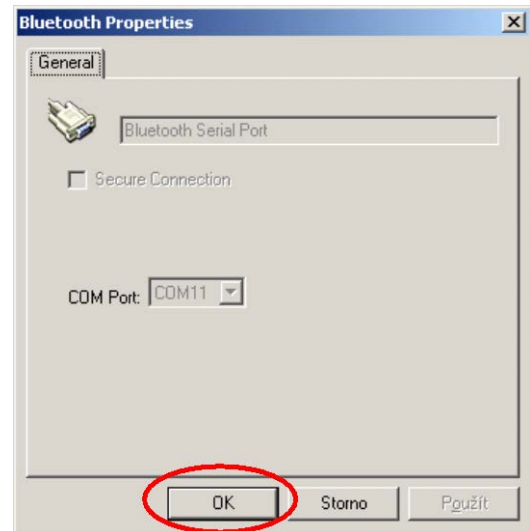 Bluetooth Properties
General
Bluetooth Serial Port
Secure Connection
COM Port: COM11
OK Storno Použít